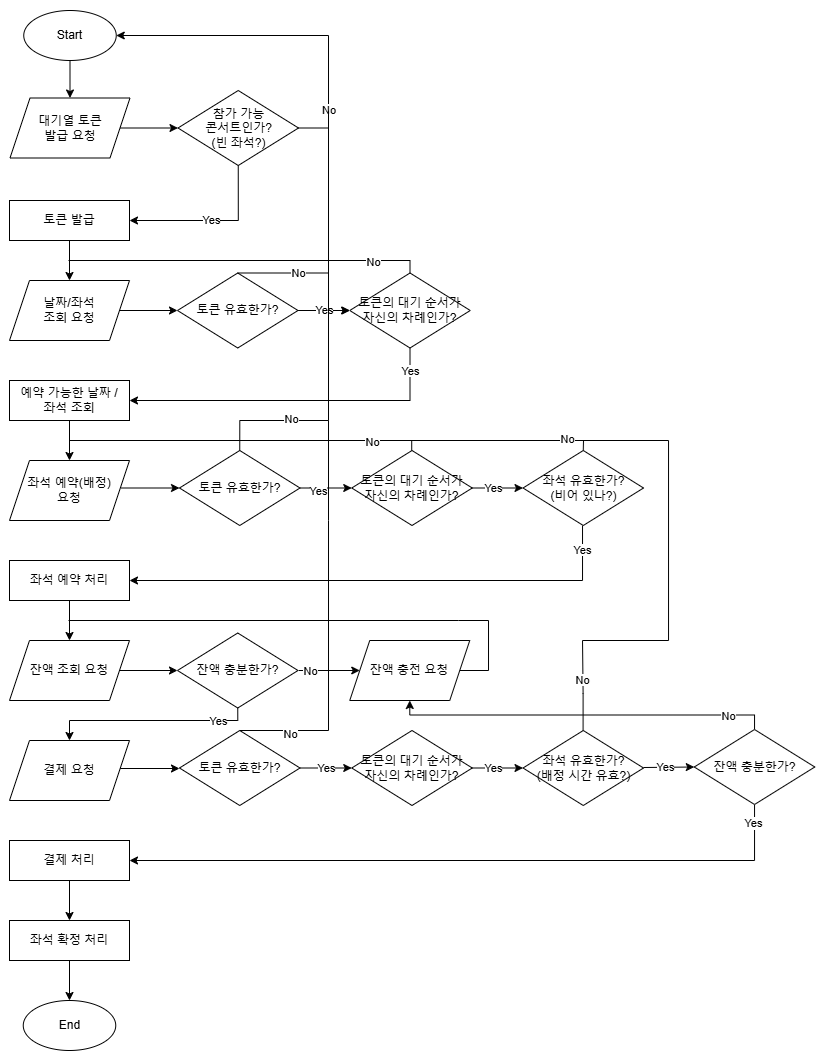 Start
No
대기열 토큰
발급 요청
참가 가능
콘서트인가?
(빈 좌석?)
토큰 발급
Yes
No
No
날짜/좌석
조회 요청
토큰 유효한가?
Yes
토큰의 대기 순서가
자신의 차례인가?
Yes
예약 가능한 날짜 /
좌석 조회
No
No
No
좌석 예약(배정)
요청
토큰 유효한가?
Yes
토큰의 대기 순서가
자신의 차례인가?
Yes
좌석 유효한가?
(비어 있나?)
Yes
좌석 예약 처리
잔액 조회 요청
잔액 충분한가?
No
잔액 충전 요청
No
Yes
No
No
결제 요청
토큰 유효한가?
Yes
토큰의 대기 순서가
자신의 차례인가?
Yes
좌석 유효한가?
(배정 시간 유효?)
Yes
잔액 충분한가?
Yes
결제 처리
좌석 확정 처리
End